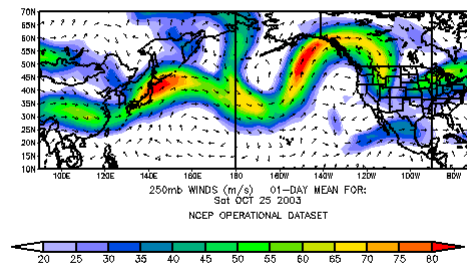 70N
65N
60N
55N
50N
45N
40N
35N
30N
25N
20N
15N
10N
100E 120E 140E 160E 180 160W 140W 120W 100W 80W
250mb WINDS (m/s) 01-DAY MEAN FOR:
Sat OCT 25 2003
NCEP OPERATIONAL DATASET
20 25 30 35 40 45 50 55 60 65 70 75 80